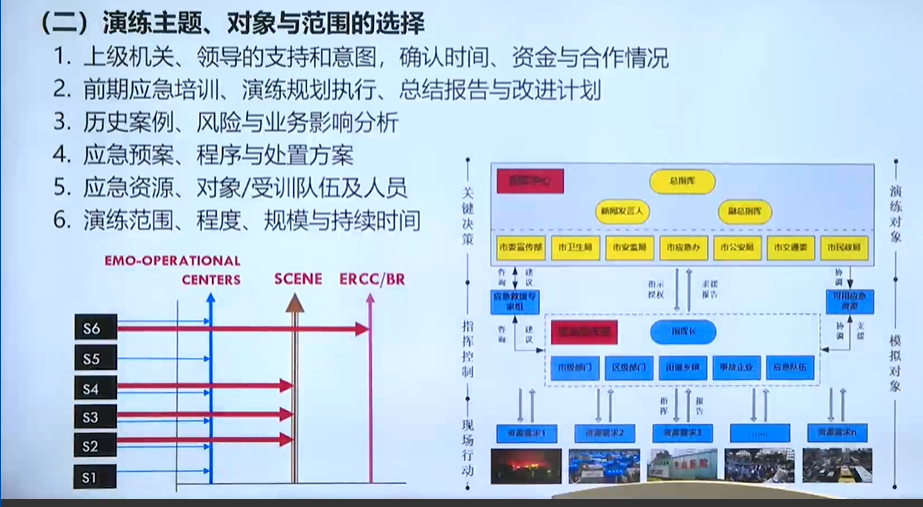 (二)演练主题、对象与范围的选择
1. 上级机关、领导的支持和意图，确认时间、资金与合作情况
2. 前期应急培训、演练规划执行、总结报告与改进计划
3. 历史案例、风险与业务影响分析
4. 应急预案、程序与处置方案
5. 应急资源、对象/受训队伍及人员
6. 演练范围、程度、规模与持续时间
EMO-OPERATIONAL
CENTERS
SCENE
ERCC/BR
S6
S5
S4
S3
S2
S1
关键决策
指挥控制
现场行动
总指挥
新闻发言人
副总指挥
市委宣传部
市卫生局
市安监局
市应急办
市公安局
市交通委
市民政局
咨询
建议
指示授权
求援报告
协调
应急救援专家组
可用应急资源
指挥长
咨询
建议
协调
支援
市级部门
区级部门
街道乡镇
事故企业
应急队伍
指挥
报告
资源需求1
资源需求2
资源需求3
......
资源需求n
演练对象
模拟对象